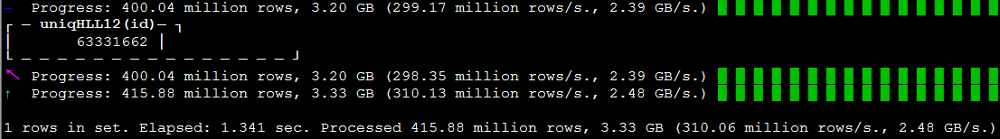 Progress: 400.04 million rows, 3.20 GB (299.17 million rows/s., 2.39 GB/s.)
uniqHLL12(id)
63331662
Progress: 400.04 million rows, 3.20 GB (298.35 million rows/s., 2.39 GB/s.)
↑ Progress: 415.88 million rows, 3.33 GB (310.13 million rows/s., 2.48 GB/s.)
1 rows in set. Elapsed: 1.341 sec. Processed 415.88 million rows, 3.33 GB (310.06 million rows/s., 2.48 GB/s.)